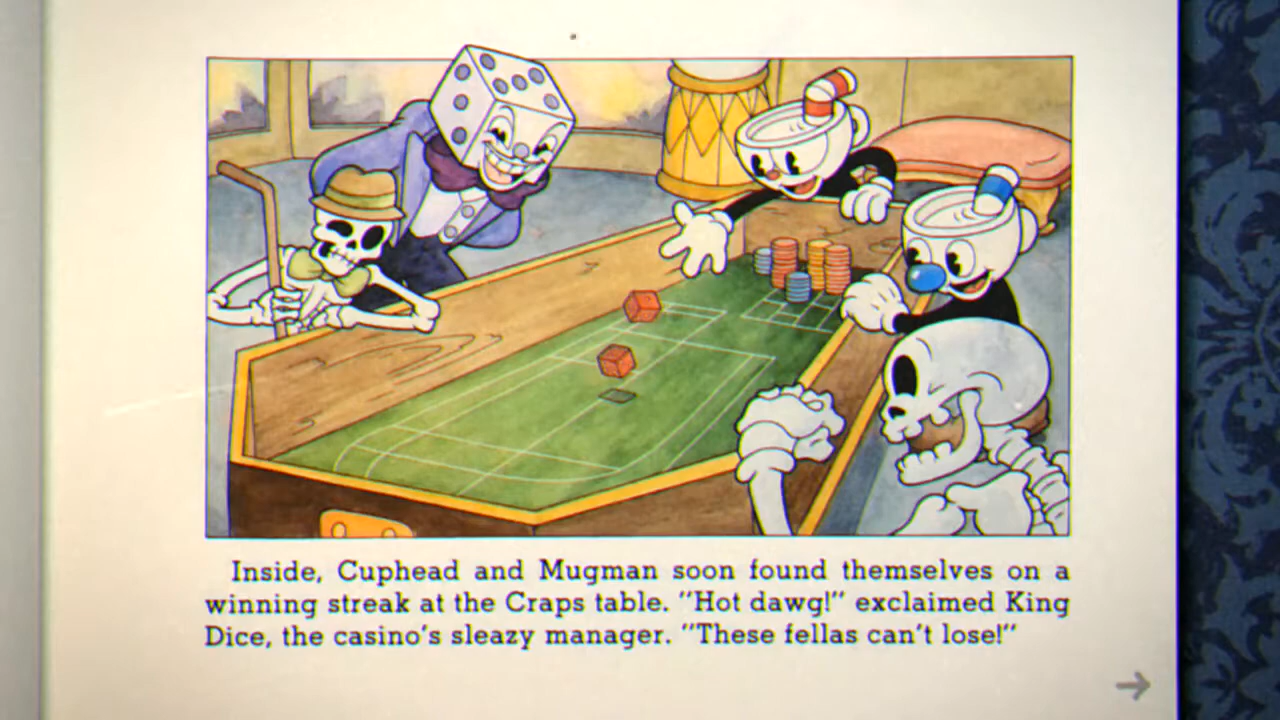 Inside, Cuphead and Mugman soon found themselves on a
winning streak at the Craps table. "Hot dawg!" exclaimed King
Dice, the casino's sleazy manager. "These fellas can't lose!"